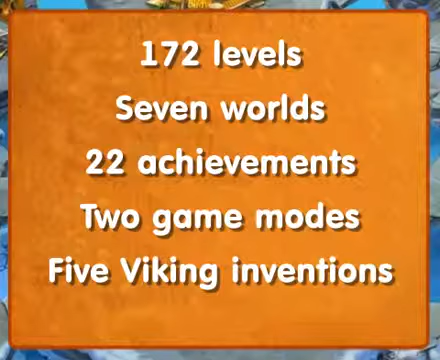 172 levels
Seven worlds
22 achievements
Two game modes
Five Viking inventions